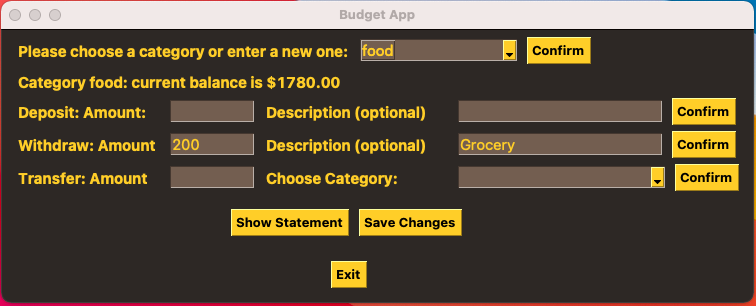 Budget App
Please choose a category or enter a new one: food Confirm
Category food: current balance is $1780.00
Deposit: Amount: Description (optional) Confirm
Withdraw: Amount 200 Description (optional) Grocery Confirm
Transfer: Amount Choose Category: Confirm
Show Statement Save Changes
Exit